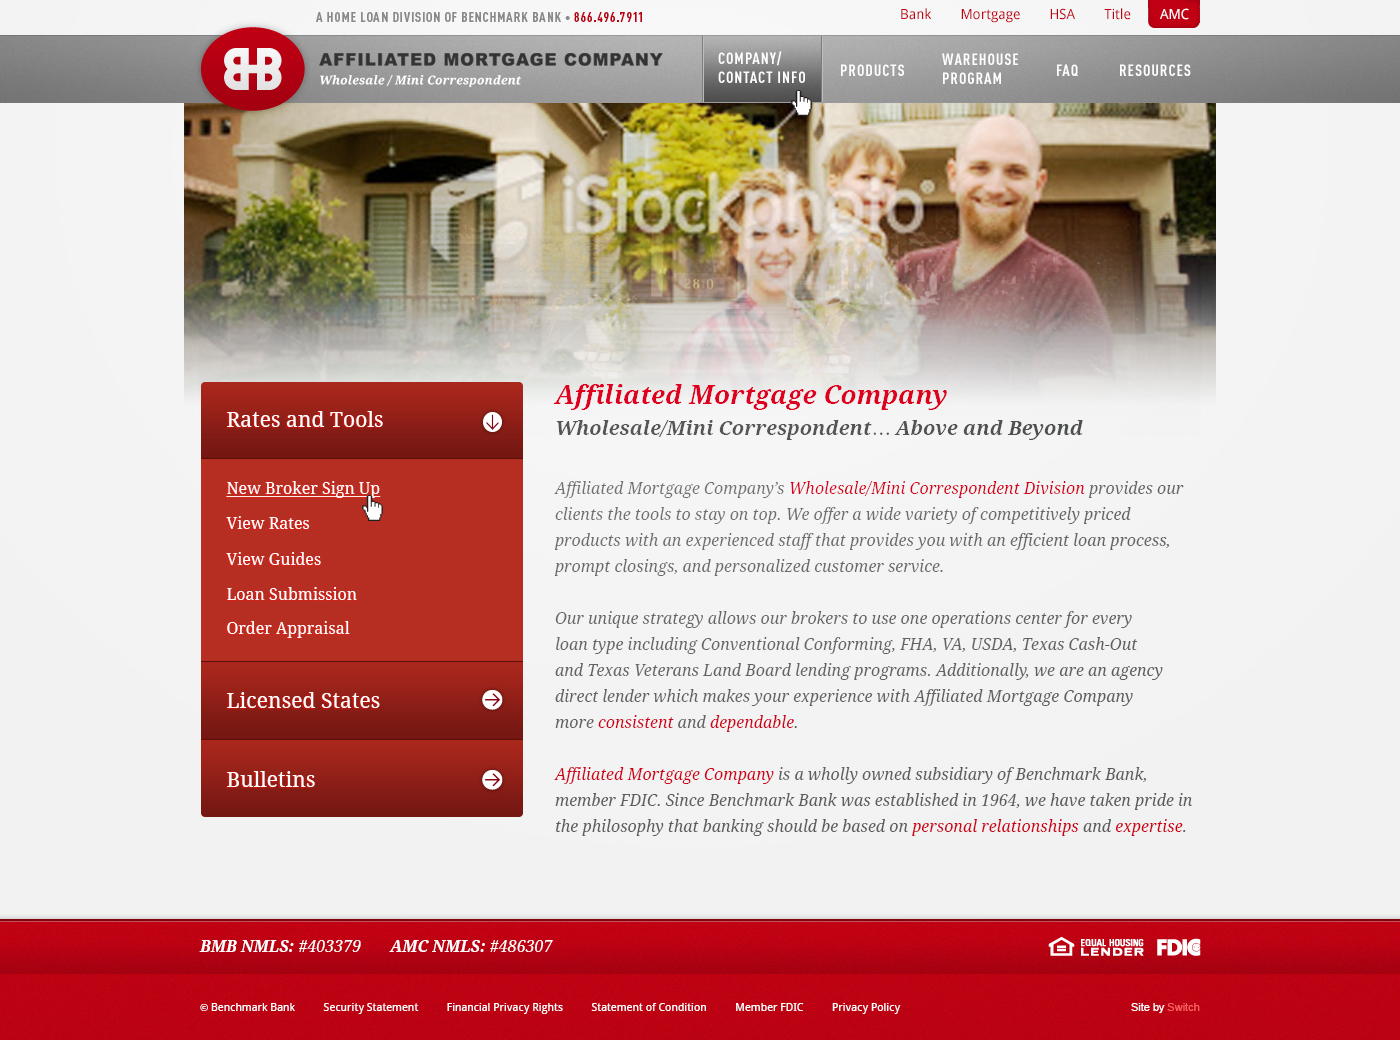 A HOME LOAN DIVISION OF BENCHMARK BANK • 866.496.7911
Bank Mortgage HSA Title AMC
BHB
AFFILIATED MORTGAGE COMPANY
Wholesale / Mini Correspondent
COMPANY/
CONTACT INFO
PRODUCTS
WAREHOUSE
PROGRAM
FAQ
RESOURCES
iStockphoto®
Rates and Tools
New Broker Sign Up
View Rates
View Guides
Loan Submission
Order Appraisal
Licensed States
Bulletins
Affiliated Mortgage Company
Wholesale/Mini Correspondent... Above and Beyond
Affiliated Mortgage Company’s Wholesale/Mini Correspondent Division provides our
clients the tools to stay on top. We offer a wide variety of competitively priced
products with an experienced staff that provides you with an efficient loan process,
prompt closings, and personalized customer service.
Our unique strategy allows our brokers to use one operations center for every
loan type including Conventional Conforming, FHA, VA, USDA, Texas Cash-Out
and Texas Veterans Land Board lending programs. Additionally, we are an agency
direct lender which makes your experience with Affiliated Mortgage Company
more consistent and dependable.
Affiliated Mortgage Company is a wholly owned subsidiary of Benchmark Bank,
member FDIC. Since Benchmark Bank was established in 1964, we have taken pride in
the philosophy that banking should be based on personal relationships and expertise.
BMB NMLS: #403379 AMC NMLS: #486307
EQUAL HOUSING
LENDER
FDIC
© Benchmark Bank Security Statement Financial Privacy Rights Statement of Condition Member FDIC Privacy Policy
Site by Switch